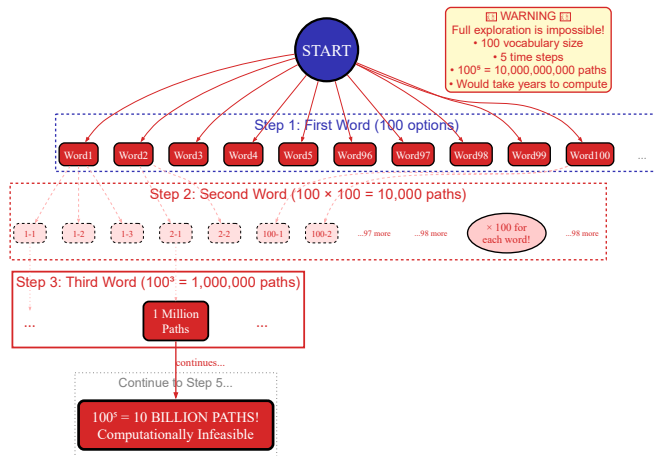 START
⚠️ WARNING ⚠️
Full exploration is impossible!
• 100 vocabulary size
• 5 time steps
• 100⁵ = 10,000,000,000 paths
• Would take years to compute
Step 1: First Word (100 options)
Word1 Word2 Word3 Word4 Word5 Word96 Word97 Word98 Word99 Word100 ...
Step 2: Second Word (100 × 100 = 10,000 paths)
1-1 1-2 1-3 2-1 2-2 100-1 100-2 ...97 more ...98 more × 100 for ...98 more
each word!
Step 3: Third Word (100³ = 1,000,000 paths)
... 1 Million ...
Paths
continues...
Continue to Step 5...
100⁵ = 10 BILLION PATHS!
Computationally Infeasible